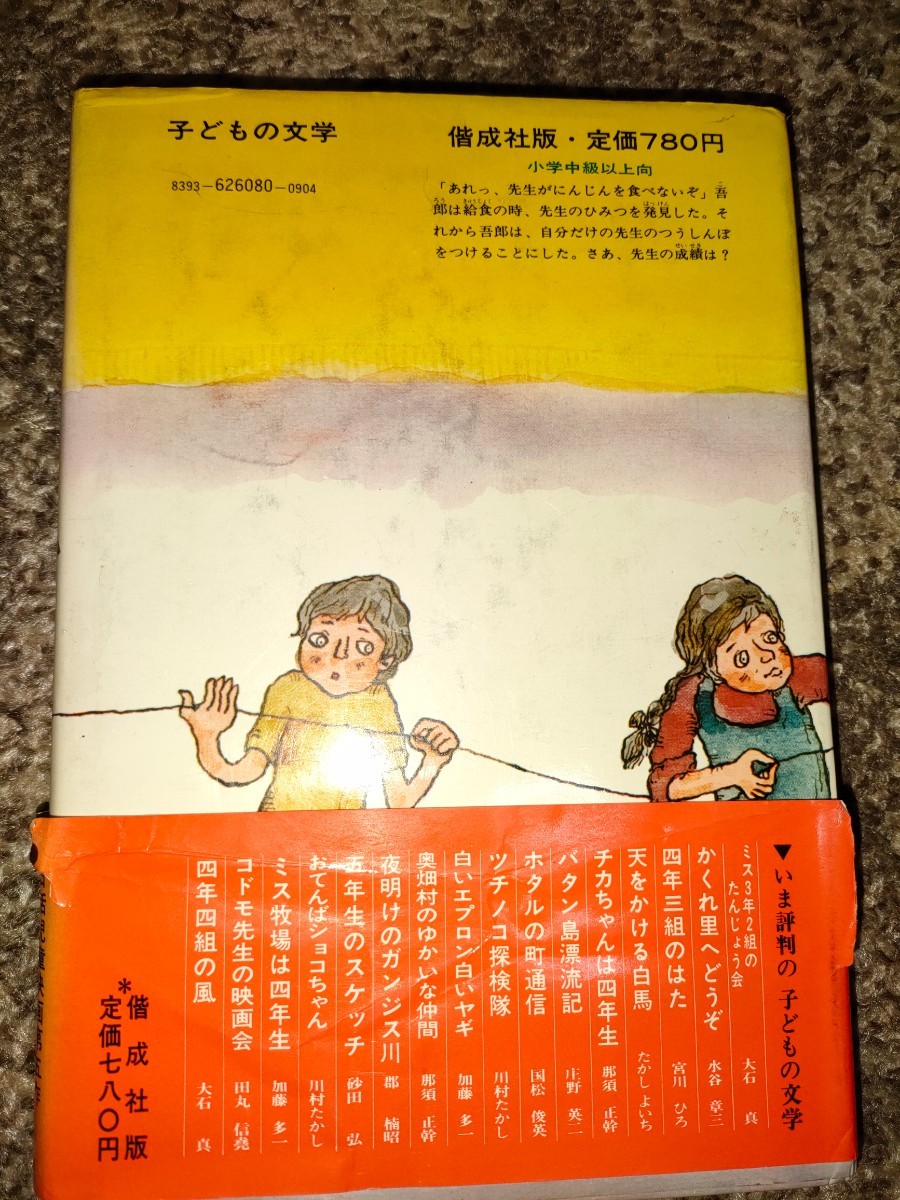 子どもの文学
8393-626080-0904
偕成社版・定価780円
小学中級以上向
「あれっ、先生がにんじんを食べないぞ」吾
郎は給食の時、先生のひみつを発見した。そ
れから吾郎は、自分だけの先生のつうしんぼ
をつけることにした。さあ、先生の成績は？
▼いま評判の子どもの文学
ミス3年2組の
たんじょう会 大石 真
かくれ里へどうぞ 水谷 章三
四年三組のはた 宮川 ひろ
天をかける白馬 たかし よいち
チカちゃんは四年生 那須 正幹
バタン島漂流記 庄野 英二
ホタルの町通信 国松 俊英
ツチノコ探検隊 川村たかし
白いエプロン白いヤギ 加藤 多一
奥畑村のゆかいな仲間 那須 正幹
夜明けのガンジス川 郡 楠昭
五年生のスケッチ 砂田 弘
おてんばショコちゃん 川村たかし
ミス牧場は四年生 加藤 多一
コドモ先生の映画会 田丸 信堯
四年四組の風 大石 真
*偕成社版
定価七八〇円